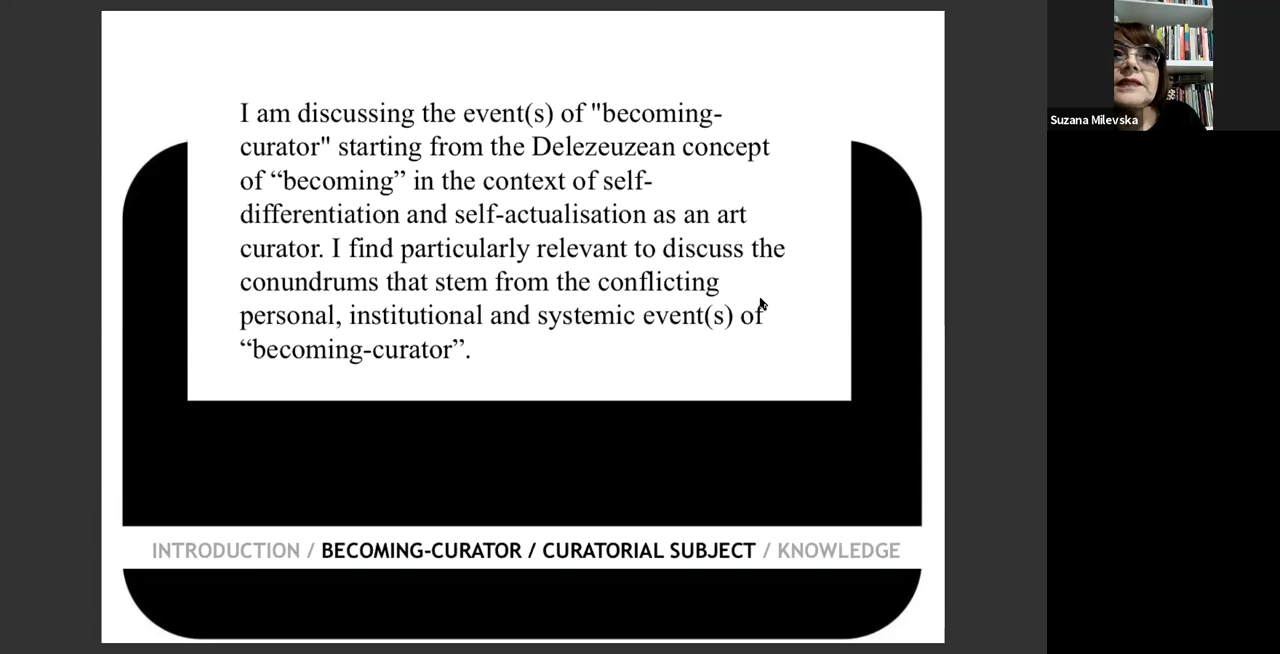 I am discussing the event(s) of "becoming-
curator" starting from the Delezeuzean concept
of “becoming” in the context of self-
differentiation and self-actualisation as an art
curator. I find particularly relevant to discuss the
conundrums that stem from the conflicting
personal, institutional and systemic event(s) of
“becoming-curator”.
INTRODUCTION / BECOMING-CURATOR / CURATORIAL SUBJECT / KNOWLEDGE
Suzana Milevska